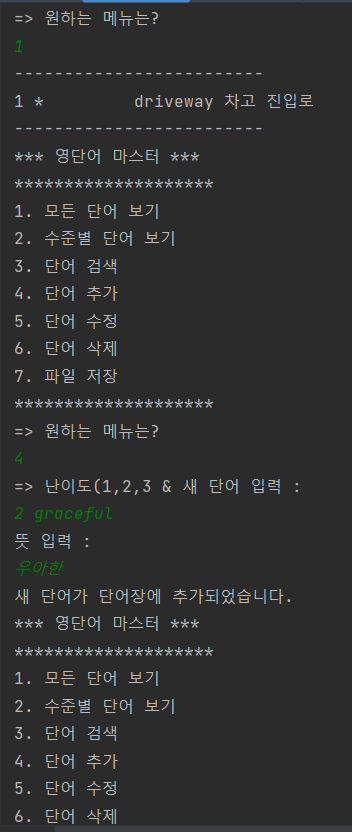 => 원하는 메뉴는?
1
-------------------------
1 *         driveway 차고 진입로
-------------------------
*** 영단어 마스터 ***
********************
1. 모든 단어 보기
2. 수준별 단어 보기
3. 단어 검색
4. 단어 추가
5. 단어 수정
6. 단어 삭제
7. 파일 저장
********************
=> 원하는 메뉴는?
4
=> 난이도(1,2,3 & 새 단어 입력 :
2 graceful
뜻 입력 :
우아한
새 단어가 단어장에 추가되었습니다.
*** 영단어 마스터 ***
********************
1. 모든 단어 보기
2. 수준별 단어 보기
3. 단어 검색
4. 단어 추가
5. 단어 수정
6. 단어 삭제